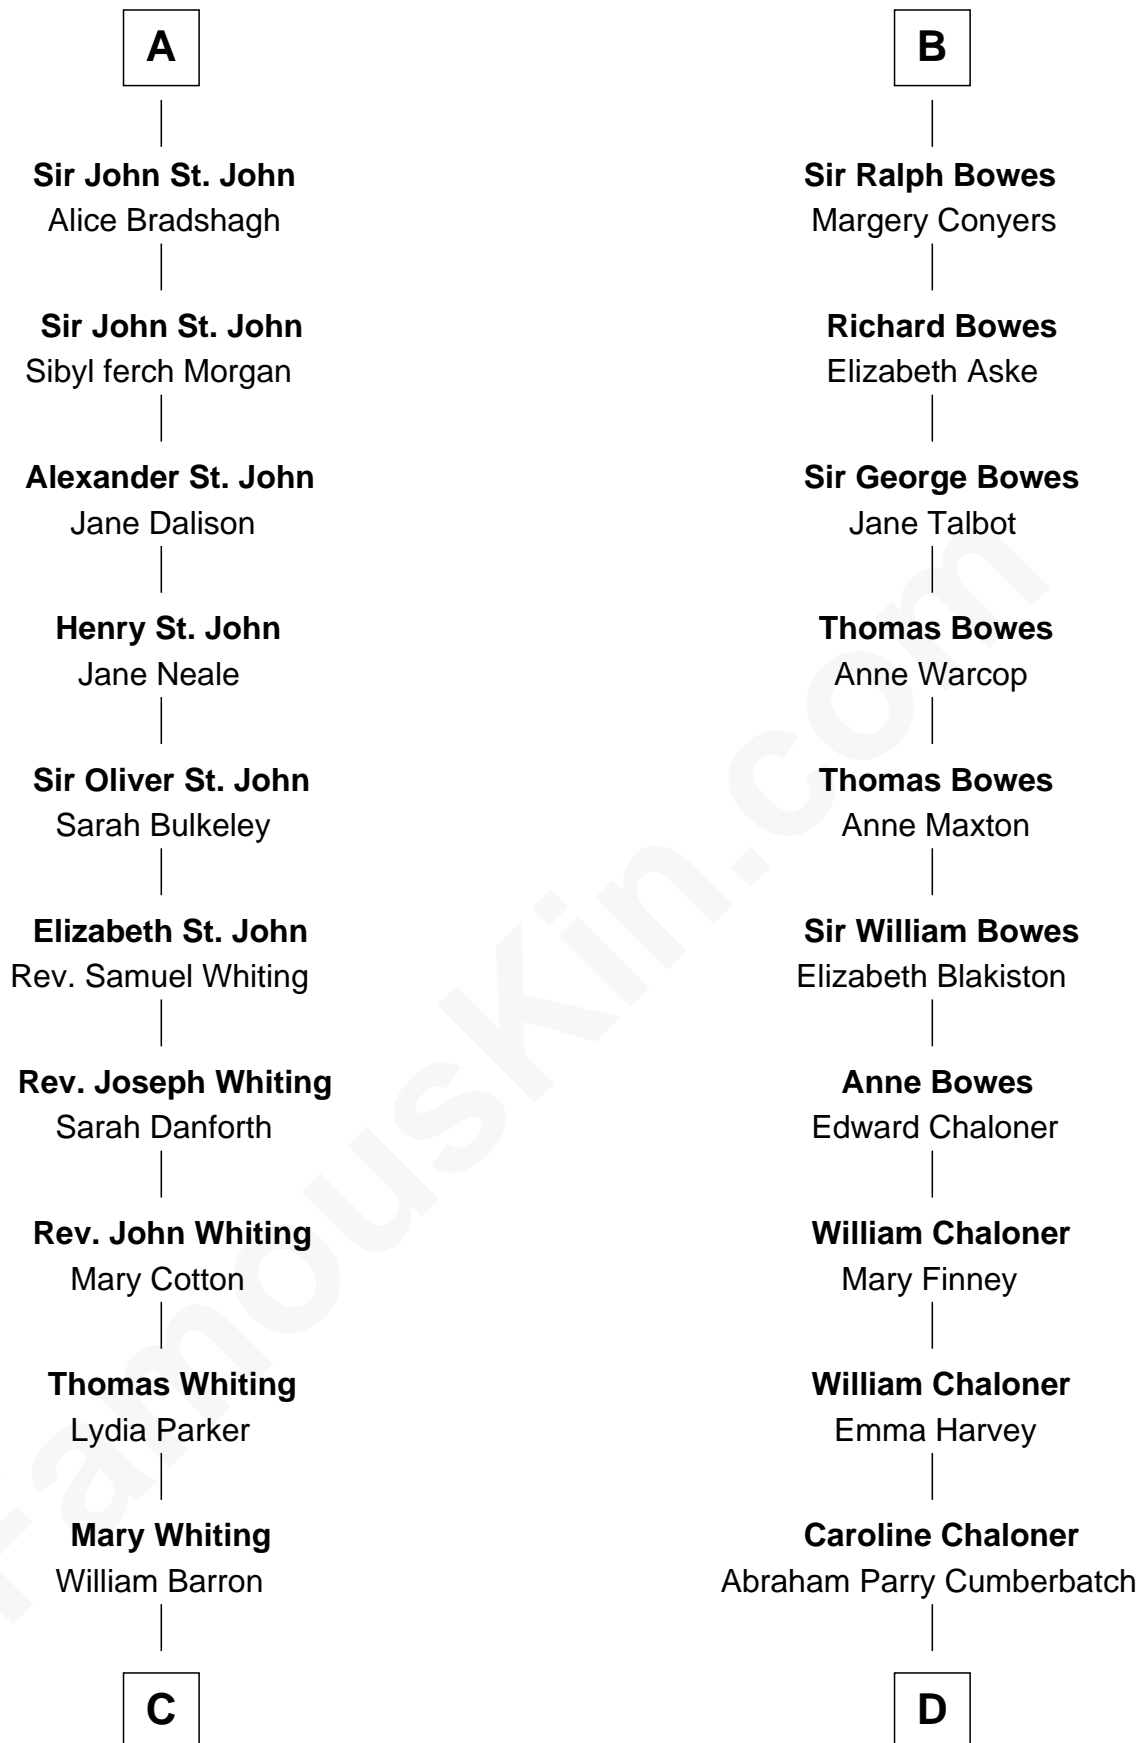 A
Sir John St. John
Alice Bradshagh
Sir John St. John
Sibyl ferch Morgan
Alexander St. John
Jane Dalison
Henry St. John
Jane Neale
Sir Oliver St. John
Sarah Bulkeley
Elizabeth St. John
Rev. Samuel Whiting
Rev. Joseph Whiting
Sarah Danforth
Rev. John Whiting
Mary Cotton
Thomas Whiting
Lydia Parker
Mary Whiting
William Barron
C
B
Sir Ralph Bowes
Margery Conyers
Richard Bowes
Elizabeth Aske
Sir George Bowes
Jane Talbot
Thomas Bowes
Anne Warcop
Thomas Bowes
Anne Maxton
Sir William Bowes
Elizabeth Blakiston
Anne Bowes
Edward Chaloner
William Chaloner
Mary Finney
William Chaloner
Emma Harvey
Caroline Chaloner
Abraham Parry Cumberbatch
D
FamousKin.com